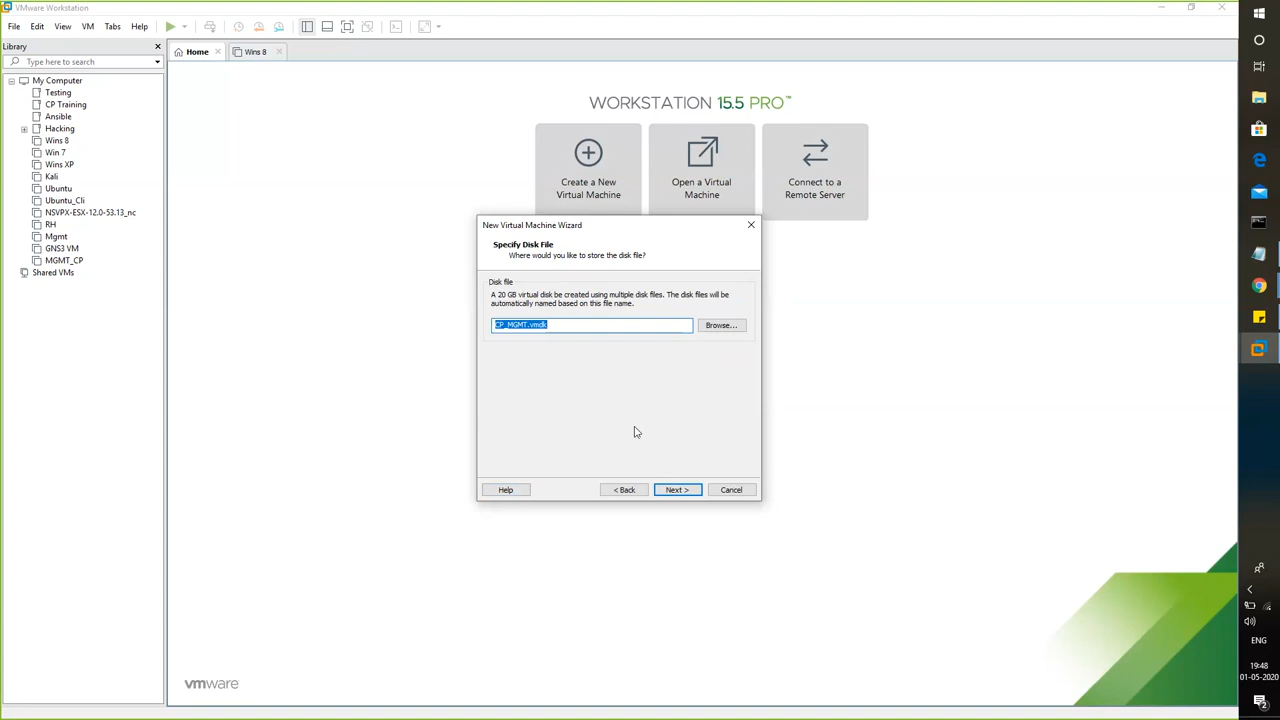 VMware Workstation
File Edit View VM Tabs Help
Library
Type here to search
Home
Wins 8
My Computer
Testing
CP Training
Ansible
Hacking
Wins 8
Win 7
Wins XP
Kali
Ubuntu
Ubuntu_Cli
NSVPX-ESX-12.0-53.13_nc
RH
Mgmt
GNS3 VM
MGMT_CP
Shared VMs
WORKSTATION 15.5 PRO™
Create a New
Virtual Machine
Open a Virtual
Machine
Connect to a
Remote Server
New Virtual Machine Wizard
Specify Disk File
Where would you like to store the disk file?
Disk file
A 20 GB virtual disk be created using multiple disk files. The disk files will be
automatically named based on this file name.
CP_MGMT.vmdk
Browse...
Help
< Back
Next >
Cancel
vmware
ENG
19:48
01-05-2020
2